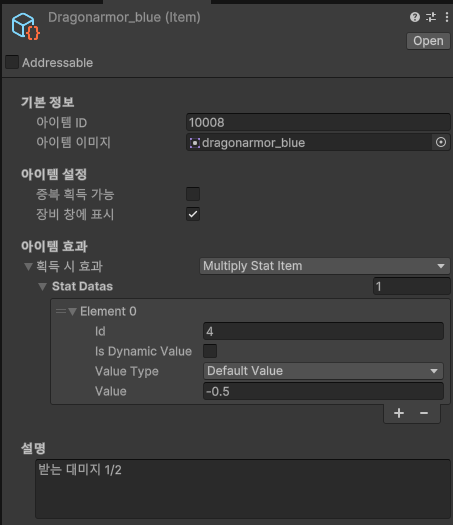 Dragonarmor_blue (Item)
Open
Addressable
기본 정보
아이템 ID 10008
아이템 이미지 dragonarmor_blue
아이템 설정
중복 획득 가능
장비 창에 표시
아이템 효과
획득 시 효과 Multiply Stat Item
Stat Datas 1
Element 0
Id 4
Is Dynamic Value
Value Type Default Value
Value -0.5
설명
받는 대미지 1/2